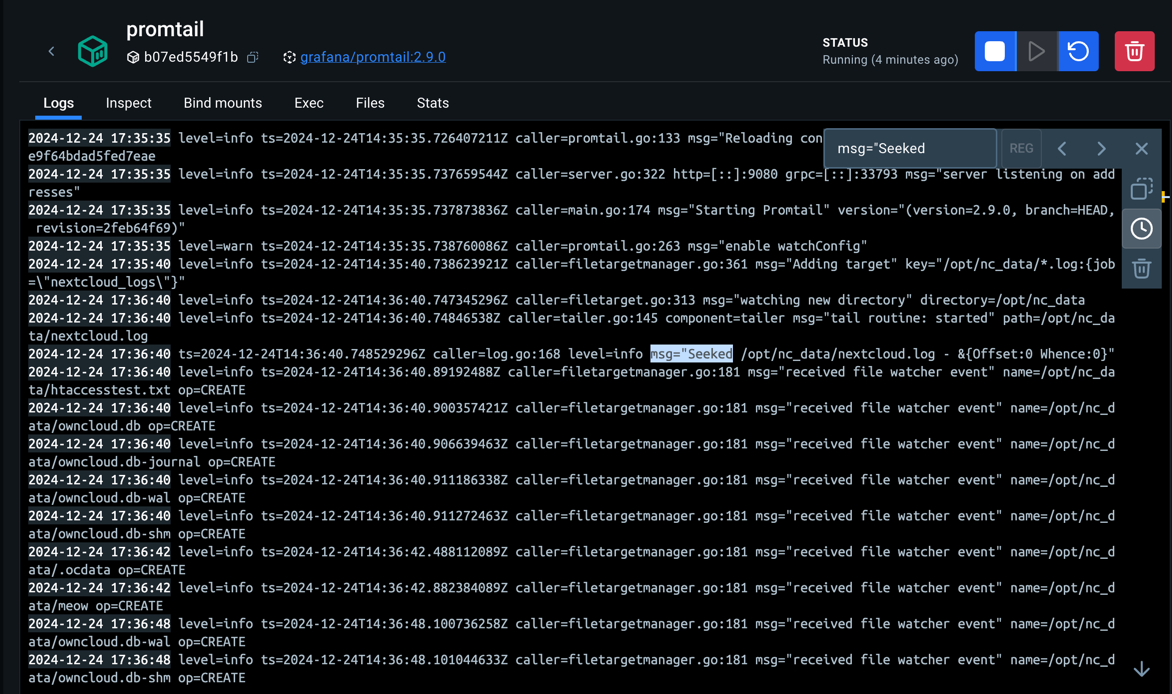 promtail
b07ed5549f1b grafana/promtail:2.9.0
STATUS
Running (4 minutes ago)
Logs Inspect Bind mounts Exec Files Stats
msg="Seeked REG
2024-12-24 17:35:35 level=info ts=2024-12-24T14:35:35.726407211Z caller=promtail.go:133 msg="Reloading con
e9f64bdad5fed7eae
2024-12-24 17:35:35 level=info ts=2024-12-24T14:35:35.737659544Z caller=server.go:322 http=[::]:9080 grpc=[::]:33793 msg="server listening on add
resses"
2024-12-24 17:35:35 level=info ts=2024-12-24T14:35:35.737873836Z caller=main.go:174 msg="Starting Promtail" version="(version=2.9.0, branch=HEAD,
revision=2feb64f69)"
2024-12-24 17:35:35 level=warn ts=2024-12-24T14:35:35.738760086Z caller=promtail.go:263 msg="enable watchConfig"
2024-12-24 17:35:40 level=info ts=2024-12-24T14:35:40.738623921Z caller=filetargetmanager.go:361 msg="Adding target" key="/opt/nc_data/*.log:{job
=\"nextcloud_logs\"}"
2024-12-24 17:36:40 level=info ts=2024-12-24T14:36:40.747345296Z caller=filetarget.go:313 msg="watching new directory" directory=/opt/nc_data
2024-12-24 17:36:40 level=info ts=2024-12-24T14:36:40.74846538Z caller=tailer.go:145 component=tailer msg="tail routine: started" path=/opt/nc_da
ta/nextcloud.log
2024-12-24 17:36:40 ts=2024-12-24T14:36:40.748529296Z caller=log.go:168 level=info msg="Seeked /opt/nc_data/nextcloud.log - &{Offset:0 Whence:0}"
2024-12-24 17:36:40 level=info ts=2024-12-24T14:36:40.89192488Z caller=filetargetmanager.go:181 msg="received file watcher event" name=/opt/nc_da
ta/htaccesstest.txt op=CREATE
2024-12-24 17:36:40 level=info ts=2024-12-24T14:36:40.900357421Z caller=filetargetmanager.go:181 msg="received file watcher event" name=/opt/nc_d
ata/owncloud.db op=CREATE
2024-12-24 17:36:40 level=info ts=2024-12-24T14:36:40.906639463Z caller=filetargetmanager.go:181 msg="received file watcher event" name=/opt/nc_d
ata/owncloud.db-journal op=CREATE
2024-12-24 17:36:40 level=info ts=2024-12-24T14:36:40.911186338Z caller=filetargetmanager.go:181 msg="received file watcher event" name=/opt/nc_d
ata/owncloud.db-wal op=CREATE
2024-12-24 17:36:40 level=info ts=2024-12-24T14:36:40.911272463Z caller=filetargetmanager.go:181 msg="received file watcher event" name=/opt/nc_d
ata/owncloud.db-shm op=CREATE
2024-12-24 17:36:42 level=info ts=2024-12-24T14:36:42.488112089Z caller=filetargetmanager.go:181 msg="received file watcher event" name=/opt/nc_d
ata/.ocdata op=CREATE
2024-12-24 17:36:42 level=info ts=2024-12-24T14:36:42.882384089Z caller=filetargetmanager.go:181 msg="received file watcher event" name=/opt/nc_d
ata/meow op=CREATE
2024-12-24 17:36:48 level=info ts=2024-12-24T14:36:48.100736258Z caller=filetargetmanager.go:181 msg="received file watcher event" name=/opt/nc_d
ata/owncloud.db-wal op=CREATE
2024-12-24 17:36:48 level=info ts=2024-12-24T14:36:48.101044633Z caller=filetargetmanager.go:181 msg="received file watcher event" name=/opt/nc_d
ata/owncloud.db-shm op=CREATE